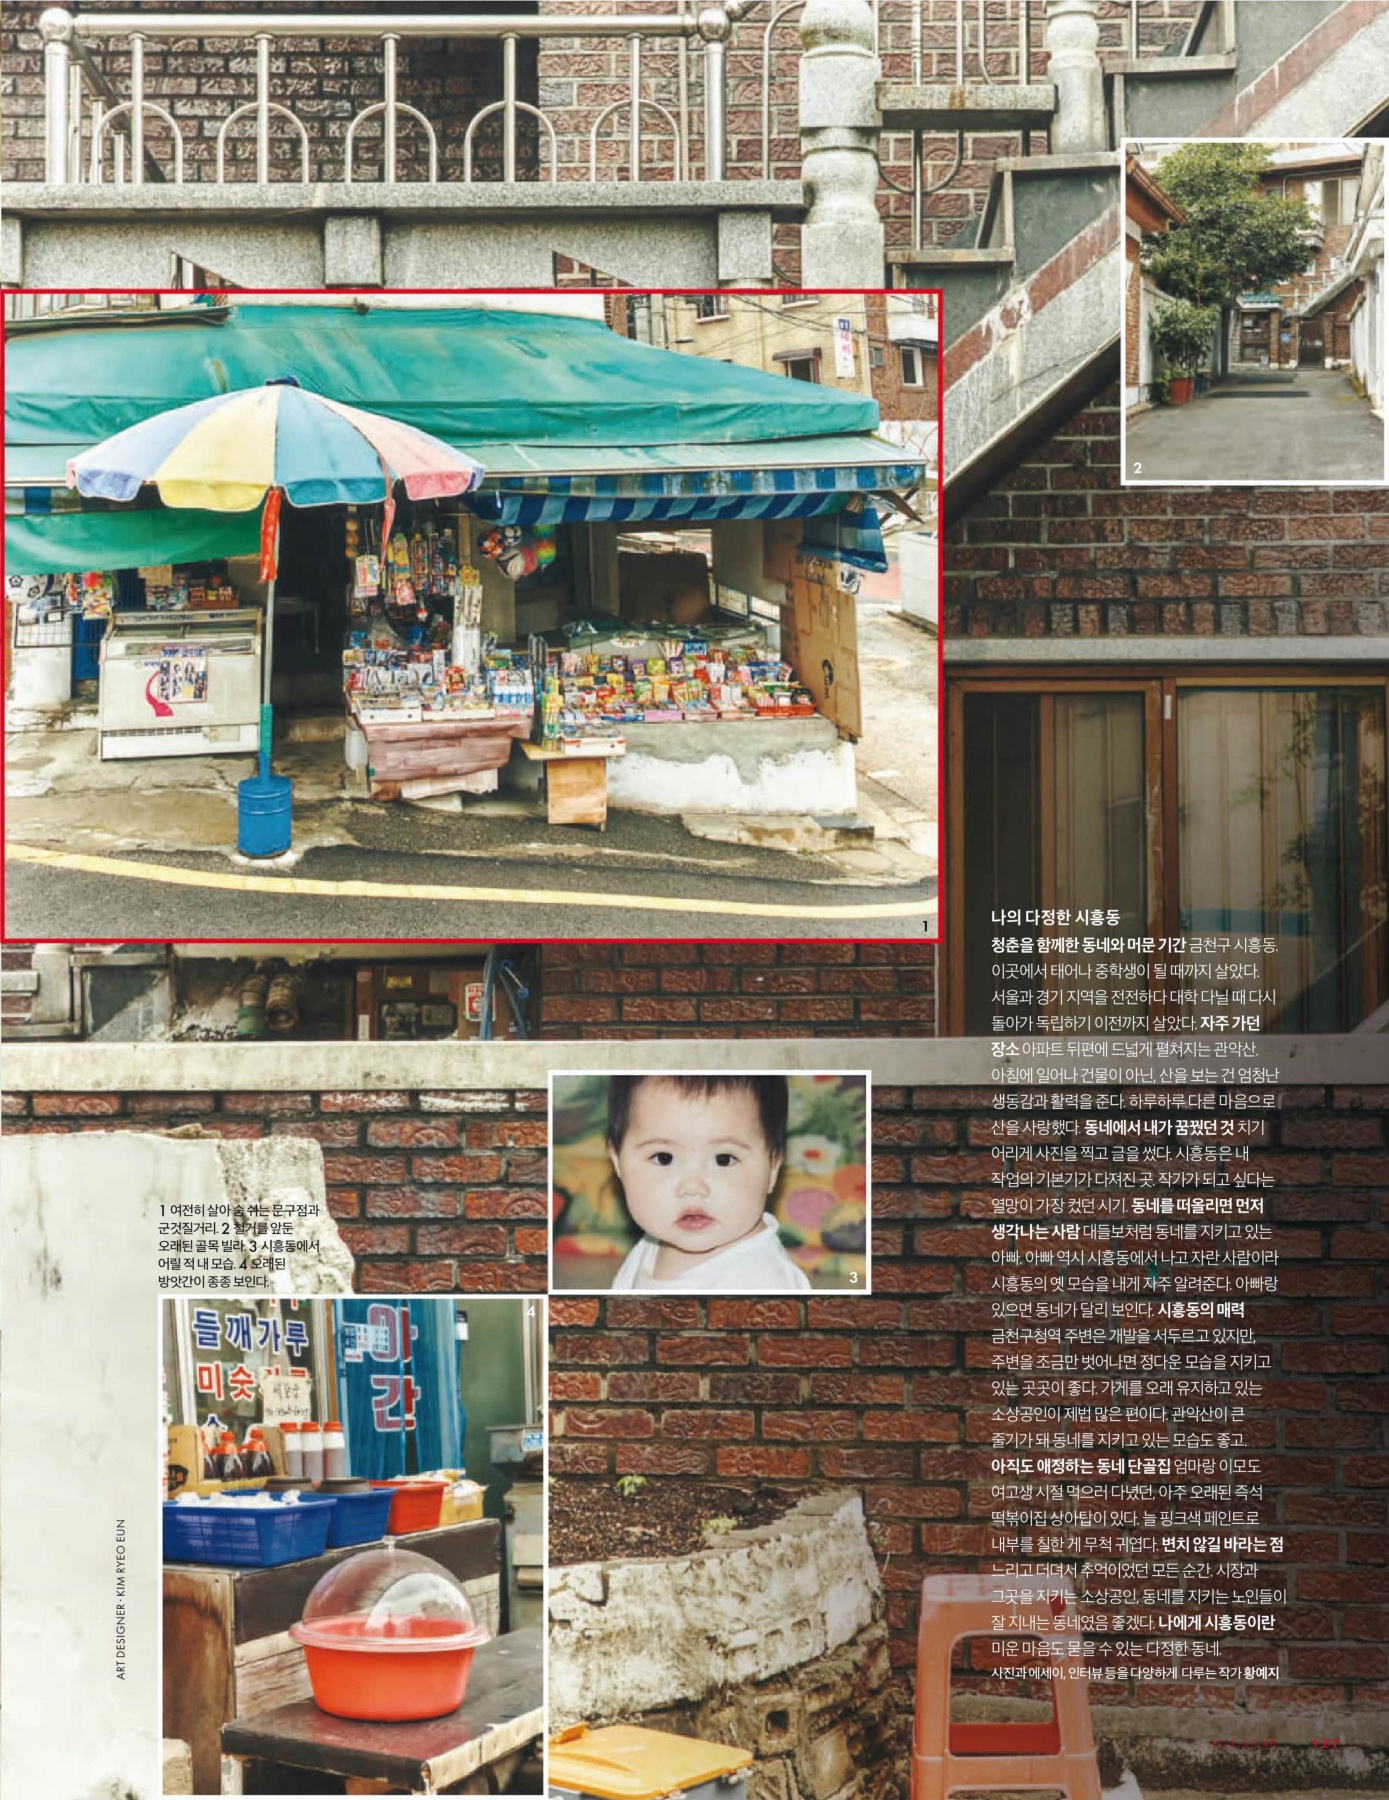 1
2
나의 다정한 시흥동
청춘을 함께한 동네와 머문 기간 금천구 시흥동.
이곳에서 태어나 중학생이 될 때까지 살았다.
서울과 경기 지역을 전전하다 대학 다닐 때 다시
돌아가 독립하기 이전까지 살았다. 자주 가던
장소 아파트 뒤편에 드넓게 펼쳐지는 관악산.
아침에 일어나 건물이 아닌, 산을 보는 건 엄청난
생동감과 활력을 준다. 하루하루 다른 마음으로
산을 사랑했다. 동네에서 내가 꿈꿨던 것 치기
어리게 사진을 찍고 글을 썼다. 시흥동은 내
작업의 기본기가 다져진 곳. 작가가 되고 싶다는
열망이 가장 컸던 시기. 동네를 떠올리면 먼저
생각나는 사람 대들보처럼 동네를 지키고 있는
아빠. 아빠 역시 시흥동에서 나고 자란 사람이라
시흥동의 옛 모습을 내게 자주 알려준다. 아빠랑
있으면 동네가 달리 보인다. 시흥동의 매력
금천구청역 주변은 개발을 서두르고 있지만,
주변을 조금만 벗어나면 정다운 모습을 지키고
있는 곳곳이 좋다. 가게를 오래 유지하고 있는
소상공인이 제법 많은 편이다. 관악산이 큰
줄기가 돼 동네를 지키고 있는 모습도 좋고.
아직도 애정하는 동네 단골집 엄마랑 이모도
여고생 시절 먹으러 다녔던, 아주 오래된 즉석
떡볶이집 상아탑이 있다. 늘 핑크색 페인트로
내부를 칠한 게 무척 귀엽다. 변치 않길 바라는 점
느리고 더뎌서 추억이었던 모든 순간. 시장과
그곳을 지키는 소상공인, 동네를 지키는 노인들이
잘 지내는 동네였음 좋겠다. 나에게 시흥동이란
미운 마음도 묻을 수 있는 다정한 동네.
사진과 에세이, 인터뷰 등을 다양하게 다루는 작가 황예지
3
1 여전히 살아 숨 쉬는 문구점과
군것질거리. 2 철거를 앞둔
오래된 골목 빌라. 3 시흥동에서
어릴 적 내 모습. 4 오래된
방앗간이 종종 보인다.
4
들깨가루
미숫
간
ART DESIGNER · KIM RYEO EUN